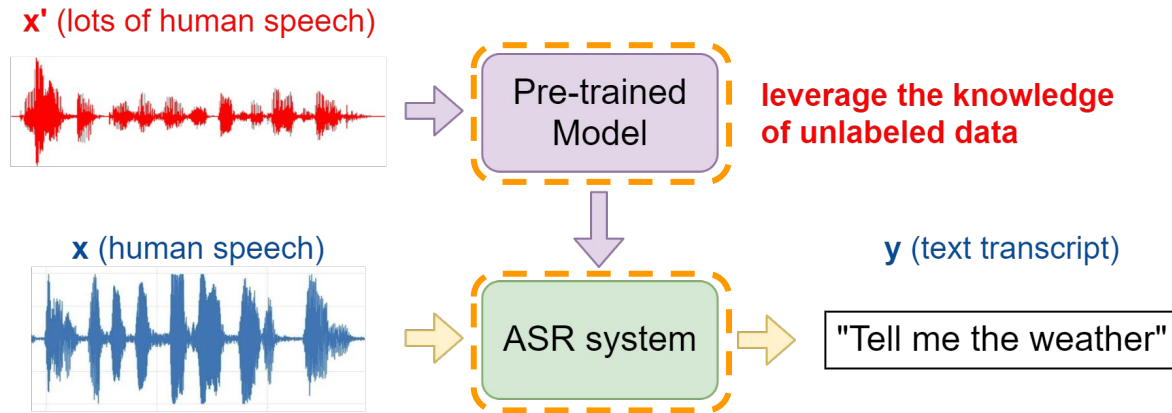 x' (lots of human speech)
Pre-trained
Model
leverage the knowledge
of unlabeled data
x (human speech)
y (text transcript)
ASR system
"Tell me the weather"